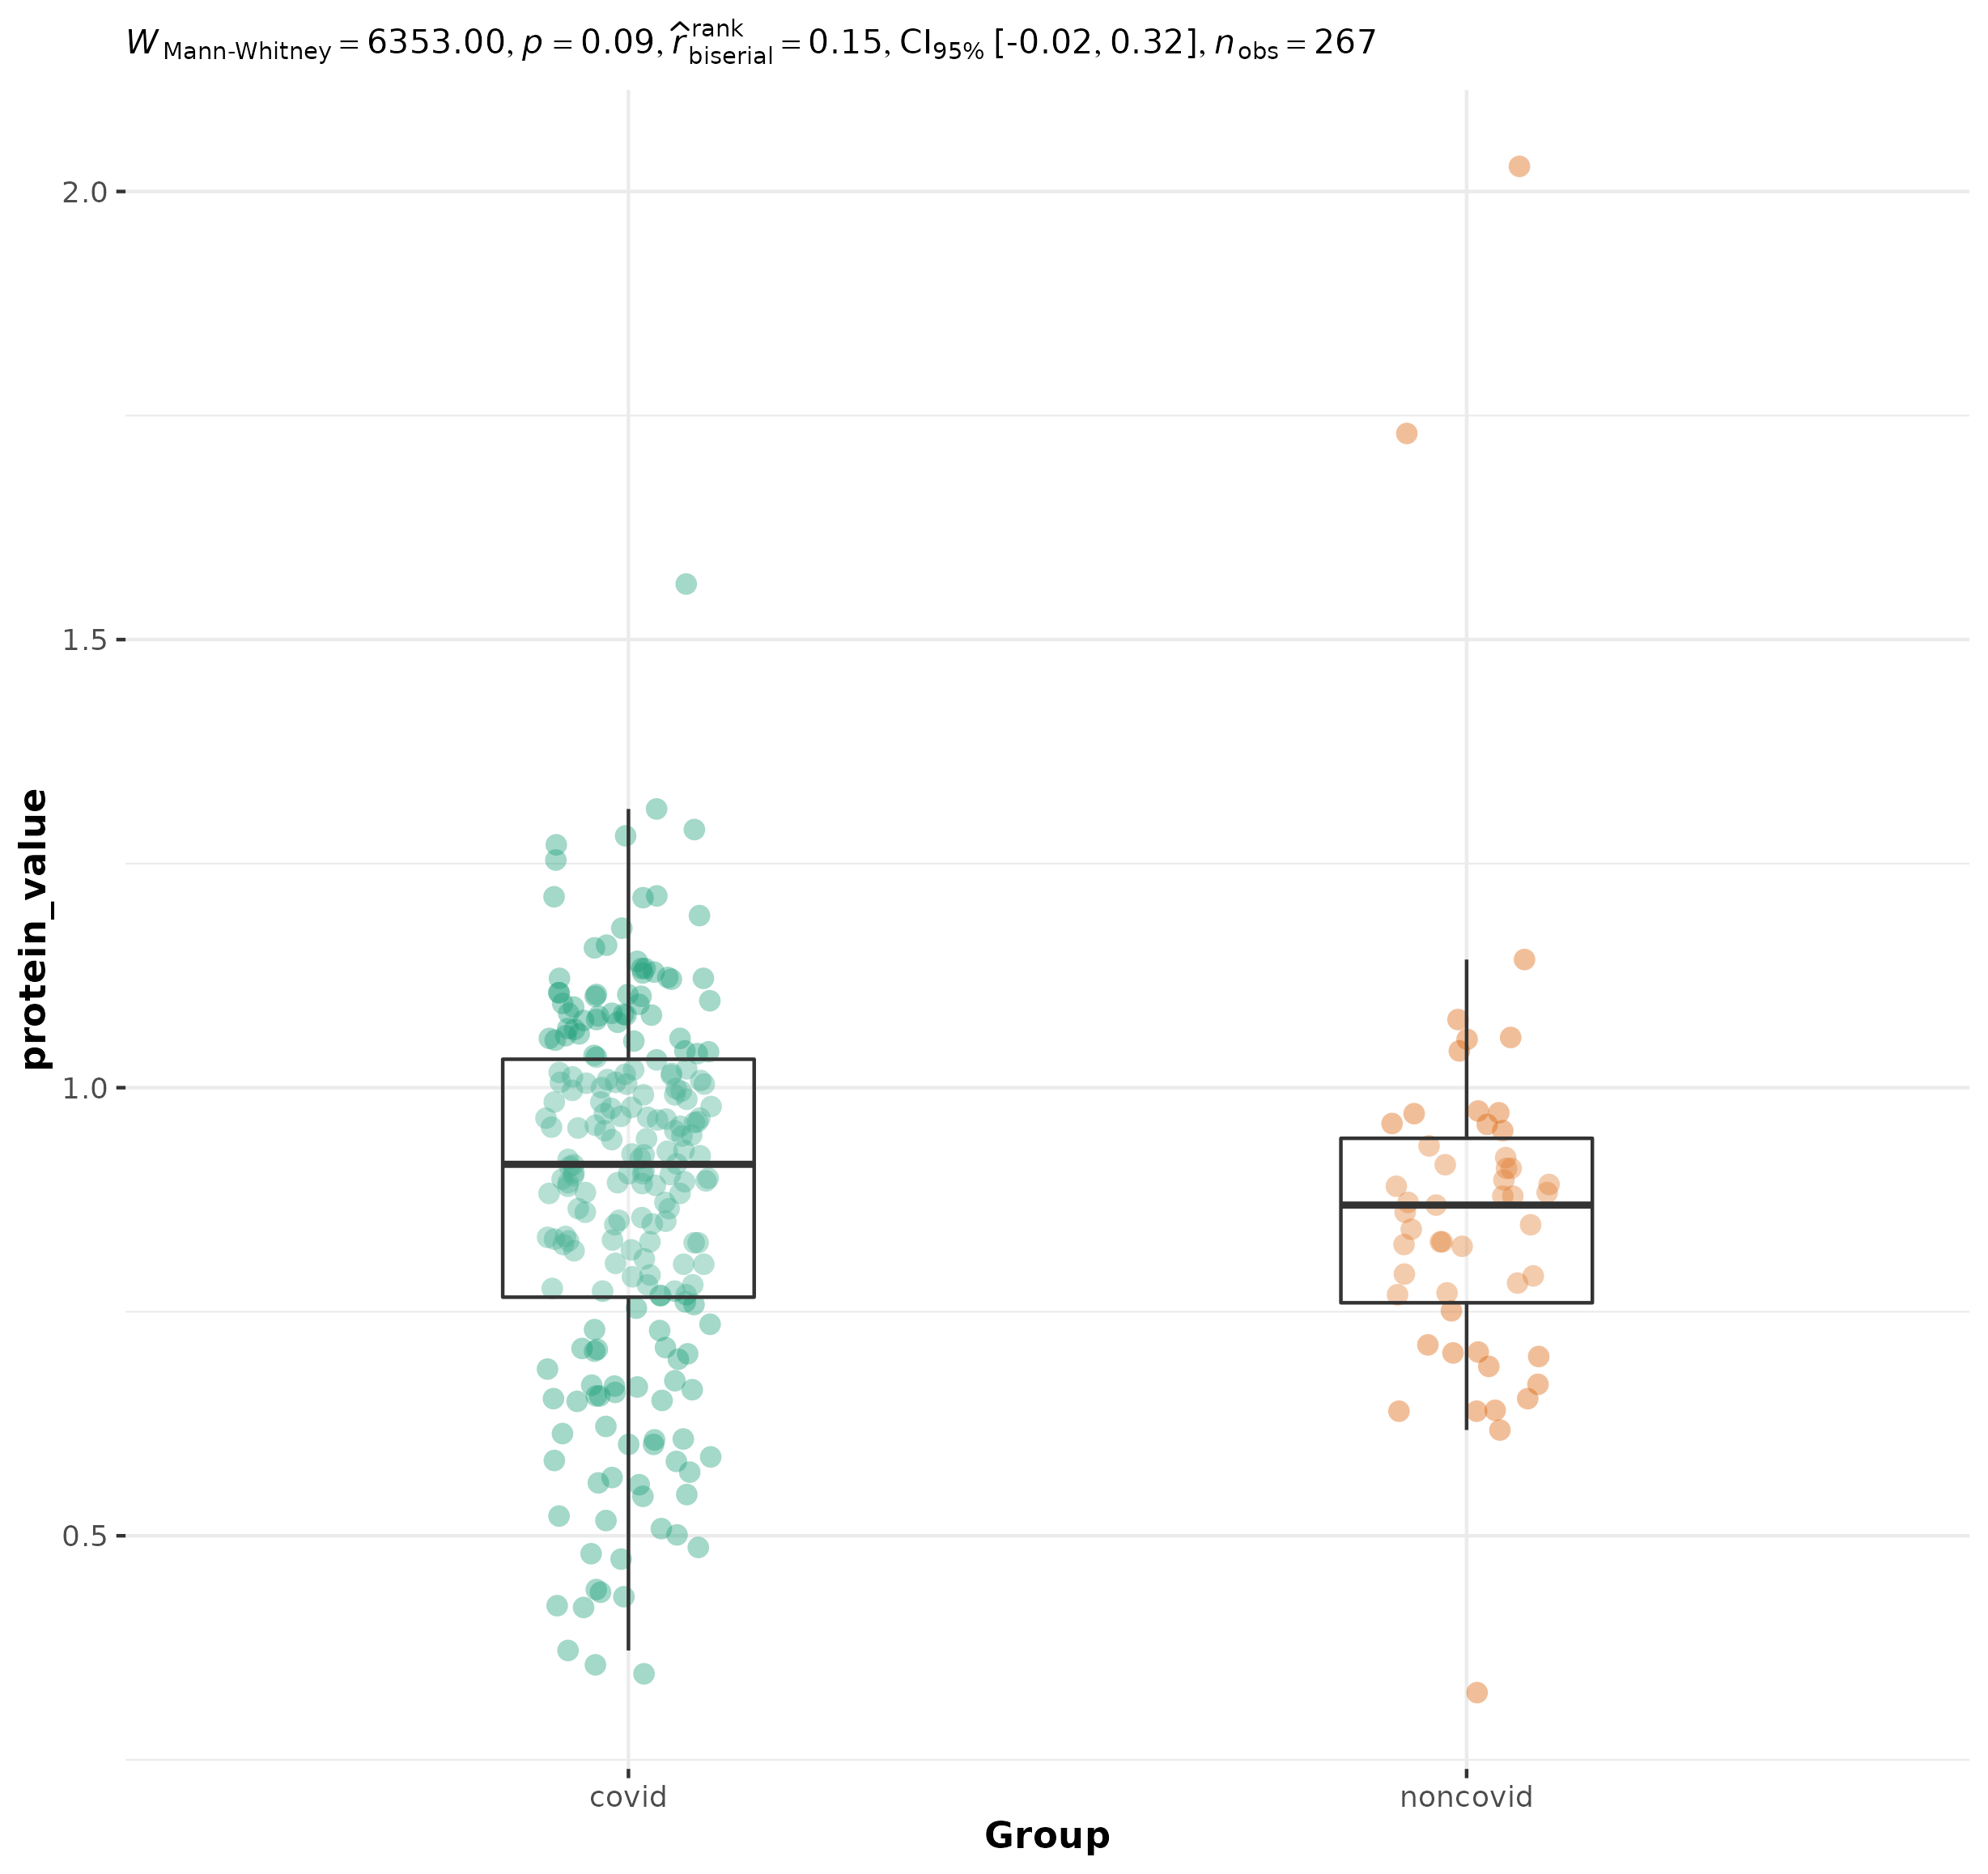 W Mann-Whitney = 6353.00, p = 0.09, r̂ rank biserial = 0.15, CI95% [-0.02, 0.32], n obs = 267
protein_value
2.0
1.5
1.0
0.5
covid noncovid
Group